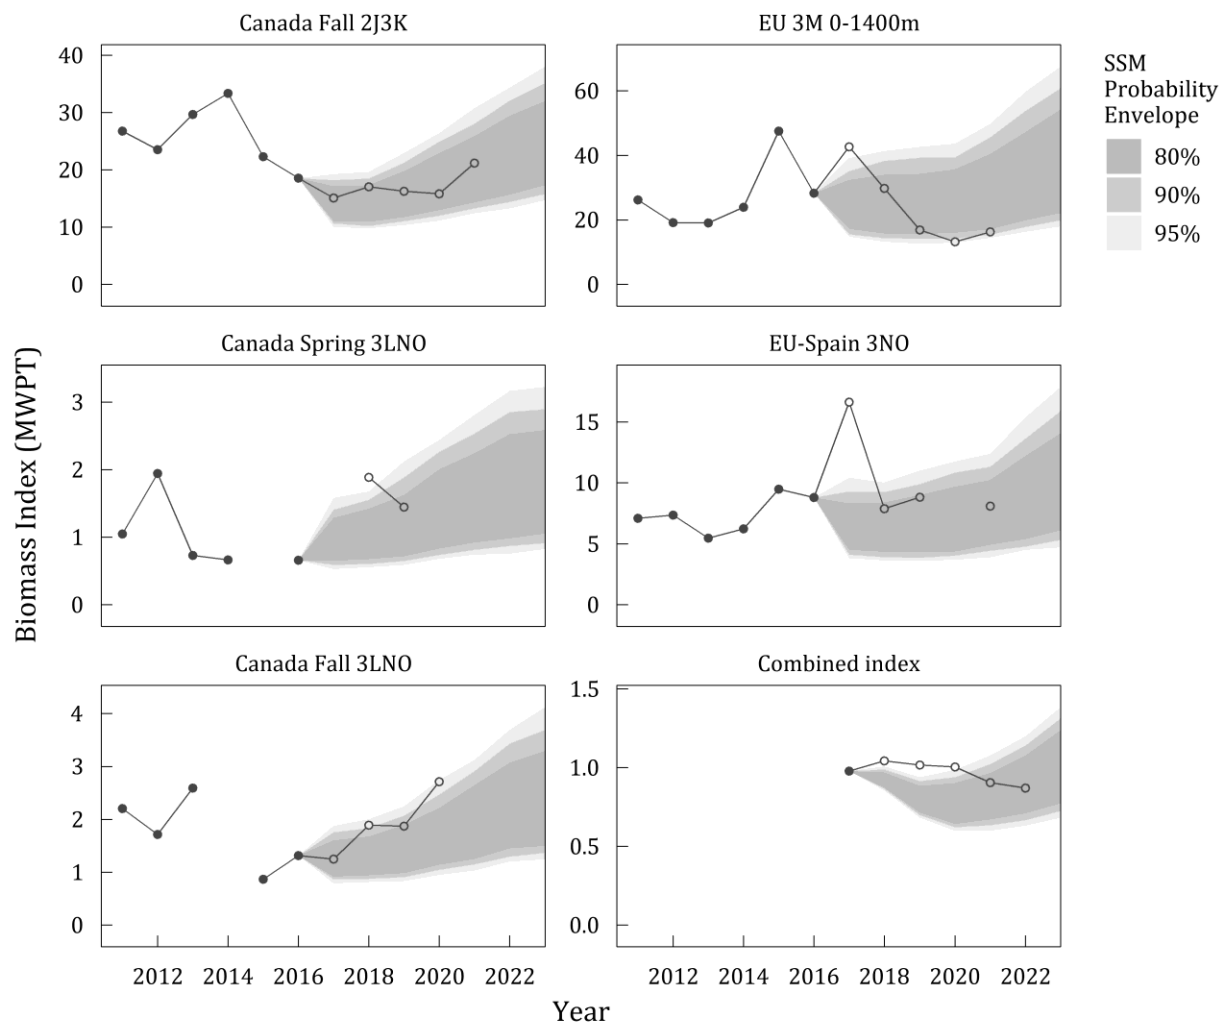 Canada Fall 2J3K
EU 3M 0-1400m
40
30
20
10
0
60
40
20
0
SSM
Probability
Envelope
80%
90%
95%
Canada Spring 3LNO
EU-Spain 3NO
3
2
1
0
15
10
5
0
Biomass Index (MWPT)
Canada Fall 3LNO
Combined index
4
3
2
1
0
1.5
1.0
0.5
0.0
2012 2014 2016 2018 2020 2022
2012 2014 2016 2018 2020 2022
Year